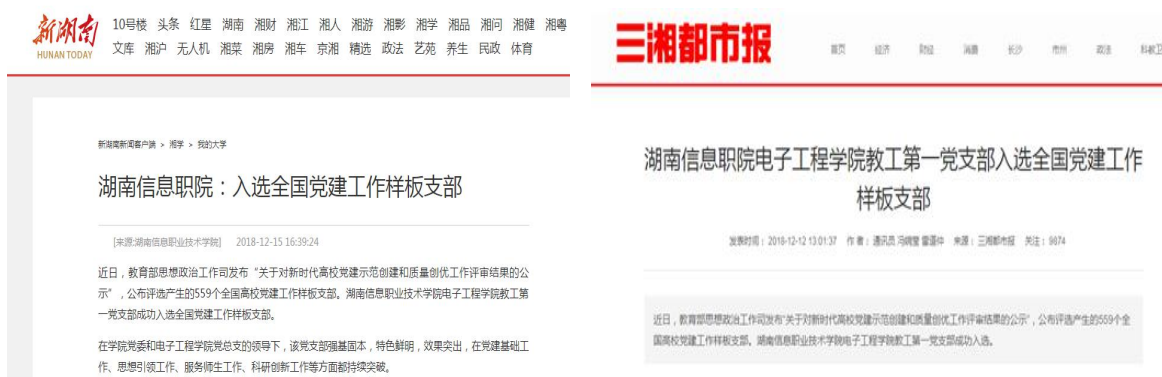 新湖南
HUNAN TODAY
10号楼 头条 红星 湖南 湘财 湘江 湘人 湘游 湘影 湘学 湘品 湘问 湘健 湘粤
文库 湘沪 无人机 湘菜 湘房 湘车 京湘 精选 政法 艺苑 养生 民政 体育
新湖南新闻客户端 > 湘学 > 我的大学
湖南信息职院：入选全国党建工作样板支部
[来源:湖南信息职业技术学院] 2018-12-15 16:39:24
近日，教育部思想政治工作司发布“关于对新时代高校党建示范创建和质量创优工作评审结果的公
示”，公布评选产生的559个全国高校党建工作样板支部。湖南信息职业技术学院电子工程学院教工第
一党支部成功入选全国党建工作样板支部。
在学院党委和电子工程学院党总支的领导下，该党支部强基固本，特色鲜明，效果突出，在党建基础工
作、思想引领工作、服务师生工作、科研创新工作等方面都持续突破。
三湘都市报
首页 经济 财经 消费 长沙 市州 政法 科教卫
湖南信息职院电子工程学院教工第一党支部入选全国党建工作
样板支部
发表时间：2018-12-12 13:01:37 作者：通讯员 来源：三湘都市报 关注：9874
近日，教育部思想政治工作司发布“关于对新时代高校党建示范创建和质量创优工作评审结果的公示”，公布评选产生的559个全
国高校党建工作样板支部。湖南信息职业技术学院电子工程学院教工第一党支部成功入选。